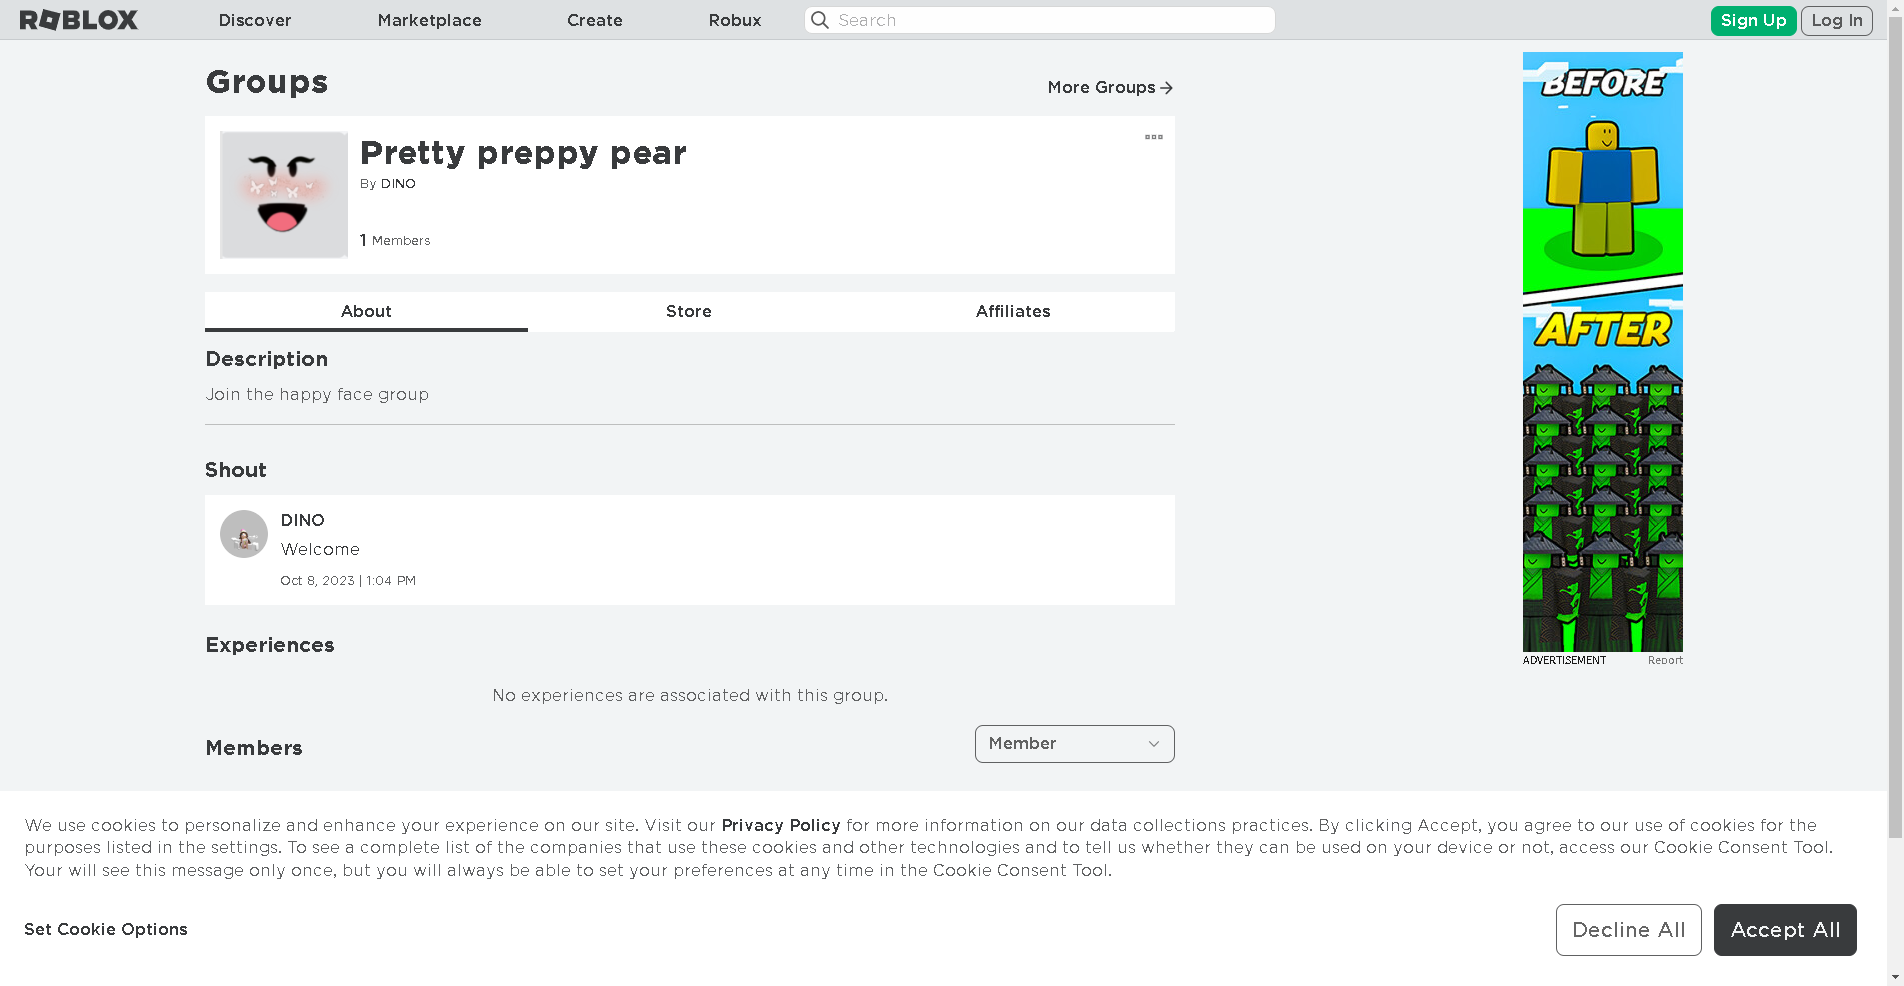 ROBLOX
Discover
Marketplace
Create
Robux
Search
Sign Up
Log In
Groups
More Groups
Pretty preppy pear
By DINO
1 Members
About
Store
Affiliates
Description
Join the happy face group
Shout
DINO
Welcome
Oct 8, 2023 | 1:04 PM
Experiences
No experiences are associated with this group.
Members
Member
BEFORE
AFTER
ADVERTISEMENT
Report
We use cookies to personalize and enhance your experience on our site. Visit our Privacy Policy for more information on our data collections practices. By clicking Accept, you agree to our use of cookies for the
purposes listed in the settings. To see a complete list of the companies that use these cookies and other technologies and to tell us whether they can be used on your device or not, access our Cookie Consent Tool.
Your will see this message only once, but you will always be able to set your preferences at any time in the Cookie Consent Tool.
Set Cookie Options
Decline All
Accept All